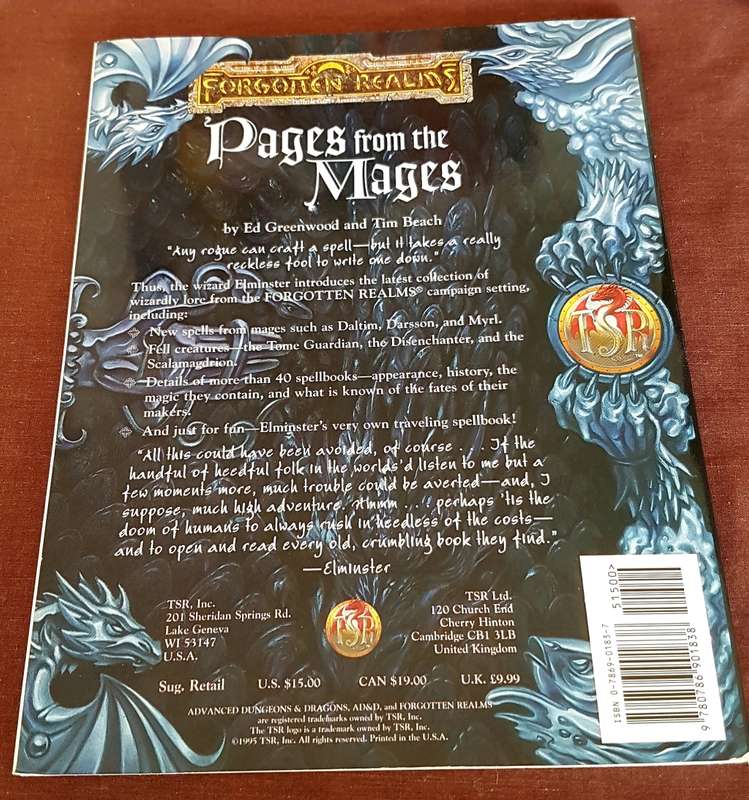 FORGOTTEN REALMS
Pages from the
Mages
by Ed Greenwood and Tim Beach
"Any rogue can craft a spell—but it takes a really
reckless fool to write one down."
Thus, the wizard Elminster introduces the latest collection of
wizardly lore from the FORGOTTEN REALMS® campaign setting,
including:
New spells from mages such as Daltim, Darsson, and Myrl.
Fell creatures—the Tome Guardian, the Disenchanter, and the
Scalamagdrion.
Details of more than 40 spellbooks—appearance, history, the
magic they contain, and what is known of the fates of their
makers.
And just for fun—Elminster's very own traveling spellbook!
"All this could have been avoided, of course . . . If the
handful of heedful folk in the worlds'd listen to me but a
few moments more, much trouble could be averted—and, I
suppose, much high adventure. Hmmm . . . perhaps 'tis the
doom of humans to always rush in heedless of the costs—
and to open and read every old, crumbling book they find."
—Elminster
TSR™
TSR, Inc.
201 Sheridan Springs Rd.
Lake Geneva
WI 53147
U.S.A.
TSR
TSR Ltd.
120 Church End
Cherry Hinton
Cambridge CB1 3LB
United Kingdom
Sug. Retail U.S. $15.00 CAN $19.00 U.K. £9.99
ADVANCED DUNGEONS & DRAGONS, AD&D, and FORGOTTEN REALMS
are registered trademarks owned by TSR, Inc.
The TSR logo is a trademark owned by TSR, Inc.
©1995 TSR, Inc. All rights reserved. Printed in the U.S.A.
51500>
ISBN 0-7869-0183-7
9 780786 901838